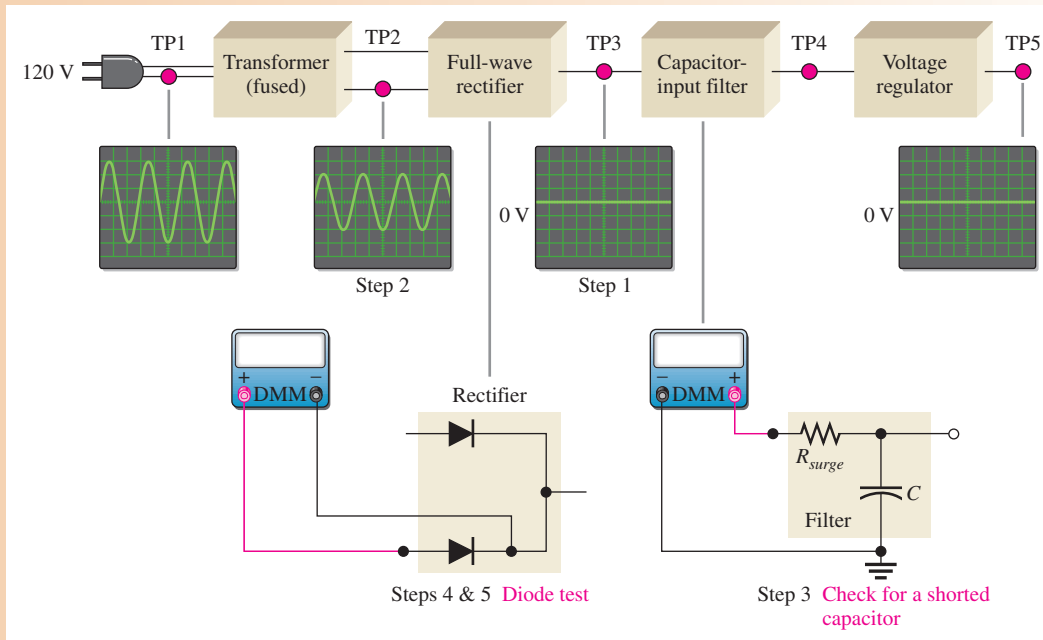 TP1
TP2
TP3
TP4
TP5
120 V
Transformer
(fused)
Full-wave
rectifier
Capacitor-
input filter
Voltage
regulator
0 V
0 V
Step 2
Step 1
+ −
DMM
Rectifier
− +
DMM
R surge
C
Filter
Steps 4 & 5 Diode test
Step 3 Check for a shorted
capacitor